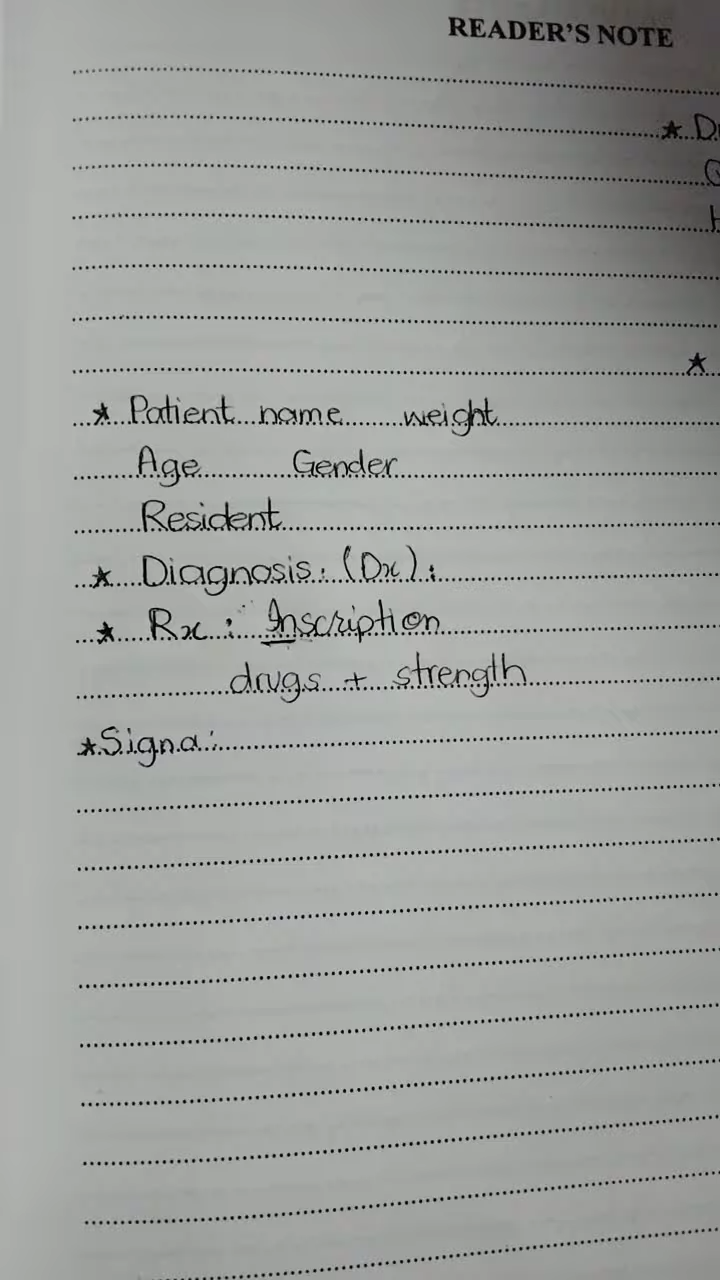 READER'S NOTE
★ Patient name weight
Age Gender
Resident
★ Diagnosis: (Dx):
★ Rx: Inscription
drugs + strength
★ Signa: